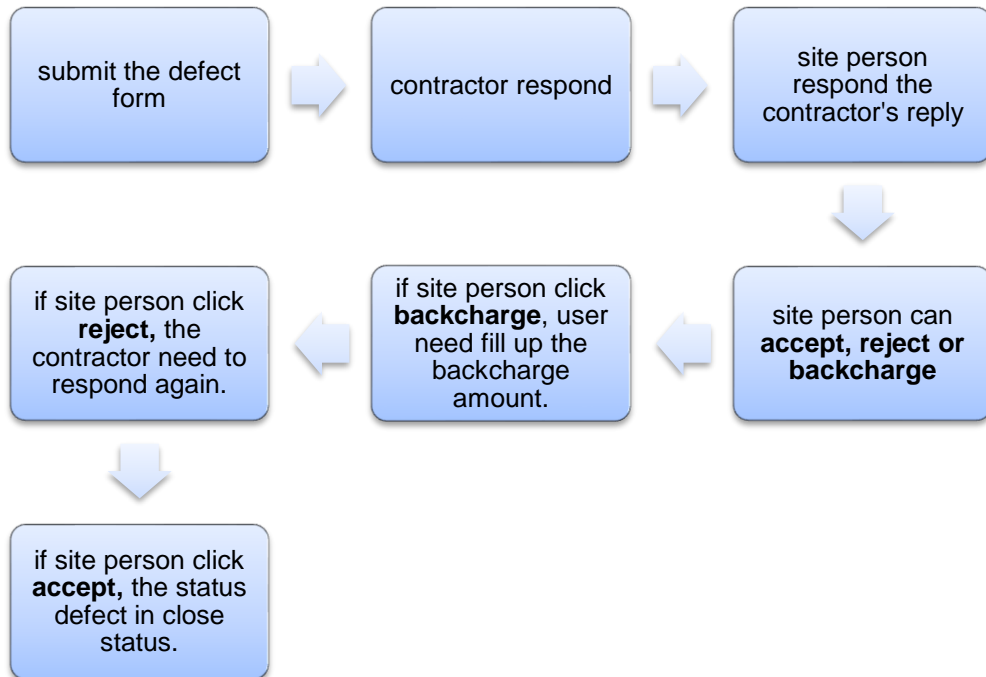 submit the defect
form
contractor respond
site person
respond the
contractor's reply
site person can
accept, reject or
backcharge
if site person click
backcharge, user
need fill up the
backcharge
amount.
if site person click
reject, the
contractor need to
respond again.
if site person click
accept, the status
defect in close
status.